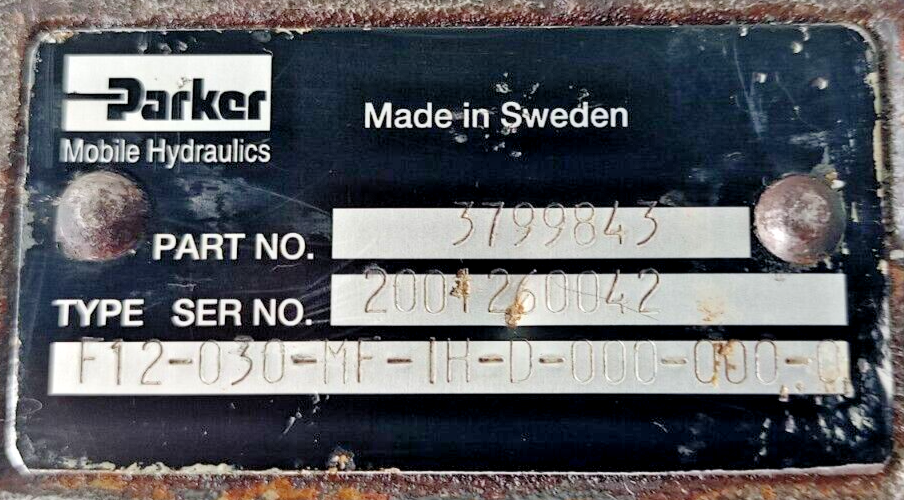 Parker
Mobile Hydraulics
Made in Sweden
PART NO. 3799843
TYPE SER NO. 2001260042
F12-030-MF-IH-D-000-000-0